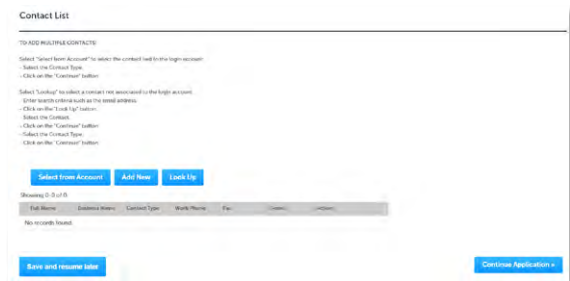 Contact List
TO ADD MULTIPLE CONTACTS:
Select "Select from Account" to select the contact tied to the login account.
- Select the Contact Type.
- Click on the "Continue" button.
Select "Lookup" to select a contact not associated to the login account.
- Enter search criteria such as the email address.
- Click on the "Look Up" button.
- Select the Contact.
- Click on the "Continue" button.
- Select the Contact Type.
- Click on the "Continue" button.
Select from Account Add New Look Up
Showing 0-0 of 0
Full Name Business Name Contact Type Work Phone Fax
No records found.
Save and resume later Continue Application »